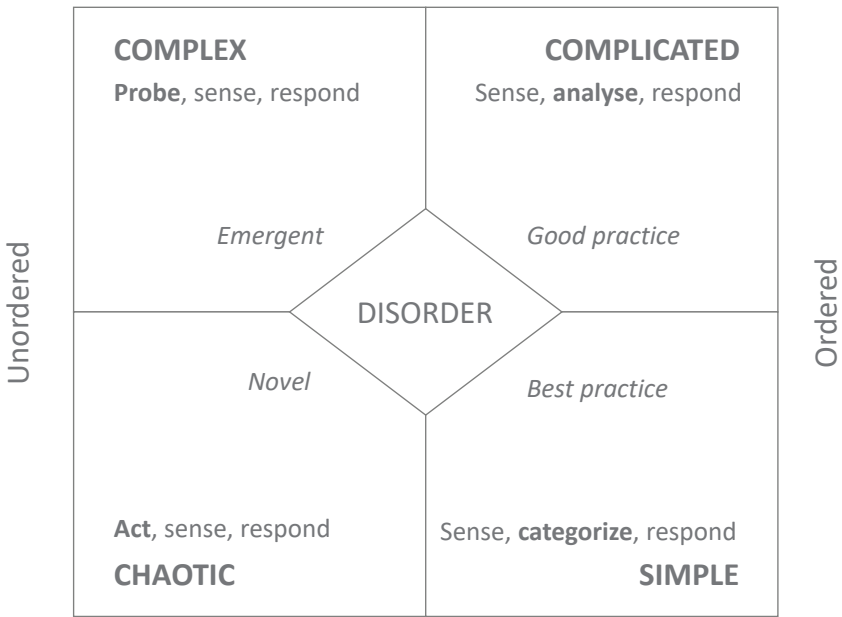 COMPLEX
Probe, sense, respond
Emergent
COMPLICATED
Sense, analyse, respond
Good practice
Unordered
DISORDER
Ordered
Novel
Act, sense, respond
CHAOTIC
Best practice
Sense, categorize, respond
SIMPLE